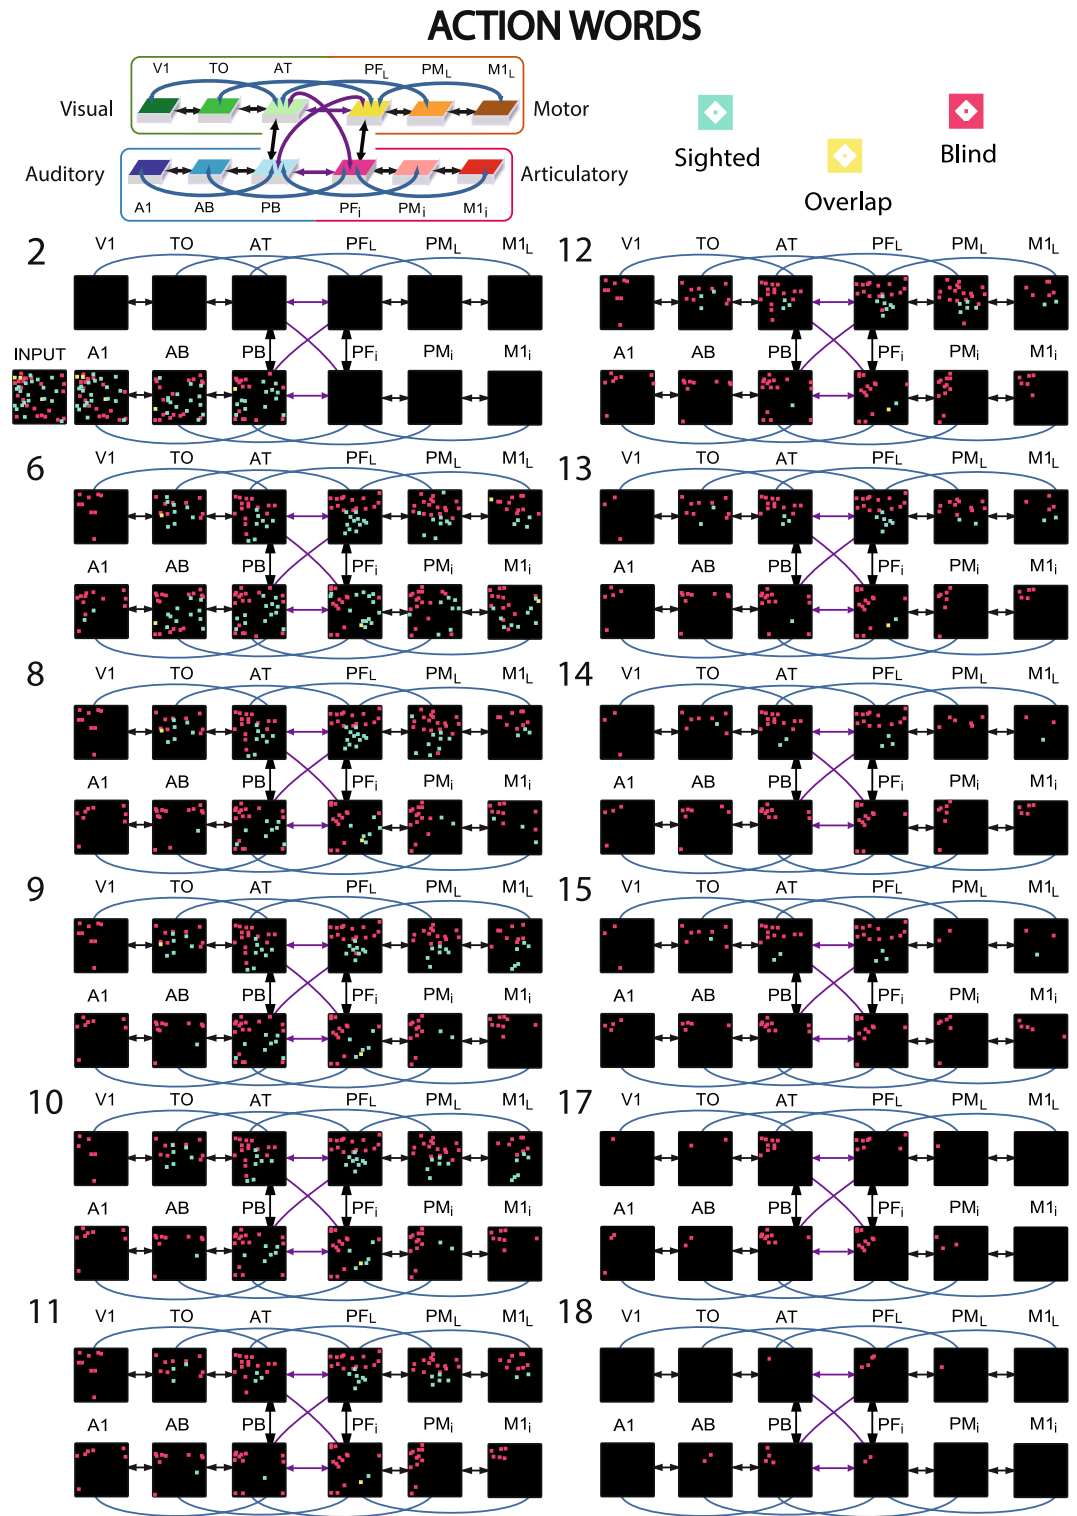 ACTION WORDS
V1 TO AT PFL PML M1L
Visual Motor
Auditory Articulatory
A1 AB PB PFi PMi M1i
Sighted
Overlap
Blind
2
V1 TO AT PFL PML M1L
INPUT
A1 AB PB PFi PMi M1i
6
V1 TO AT PFL PML M1L
A1 AB PB PFi PMi M1i
8
V1 TO AT PFL PML M1L
A1 AB PB PFi PMi M1i
9
V1 TO AT PFL PML M1L
A1 AB PB PFi PMi M1i
10
V1 TO AT PFL PML M1L
A1 AB PB PFi PMi M1i
11
V1 TO AT PFL PML M1L
A1 AB PB PFi PMi M1i
12
V1 TO AT PFL PML M1L
A1 AB PB PFi PMi M1i
13
V1 TO AT PFL PML M1L
A1 AB PB PFi PMi M1i
14
V1 TO AT PFL PML M1L
A1 AB PB PFi PMi M1i
15
V1 TO AT PFL PML M1L
A1 AB PB PFi PMi M1i
17
V1 TO AT PFL PML M1L
A1 AB PB PFi PMi M1i
18
V1 TO AT PFL PML M1L
A1 AB PB PFi PMi M1i